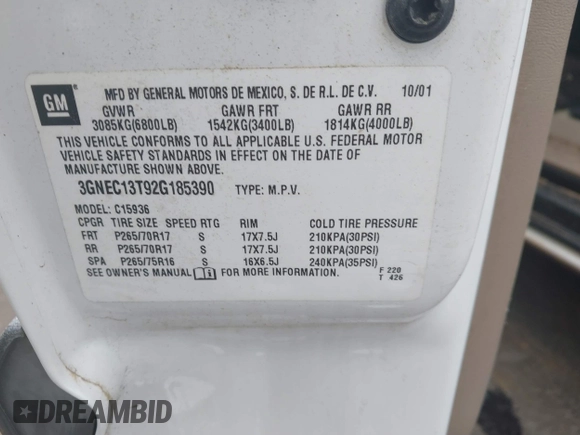 GM
MFD BY GENERAL MOTORS DE MEXICO, S. DE R.L. DE C.V. 10/01
GVWR GAWR FRT GAWR RR
3085KG(6800LB) 1542KG(3400LB) 1814KG(4000LB)
THIS VEHICLE CONFORMS TO ALL APPLICABLE U.S. FEDERAL MOTOR
VEHICLE SAFETY STANDARDS IN EFFECT ON THE DATE OF
MANUFACTURE SHOWN ABOVE.
3GNEC13T92G185390 TYPE: M.P.V.
MODEL: C15936
CPGR TIRE SIZE SPEED RTG RIM COLD TIRE PRESSURE
FRT P265/70R17 S 17X7.5J 210KPA(30PSI)
RR P265/70R17 S 17X7.5J 210KPA(30PSI)
SPA P265/75R16 S 16X6.5J 240KPA(35PSI)
SEE OWNER'S MANUAL FOR MORE INFORMATION.
F 220
T 426
DREAMBID